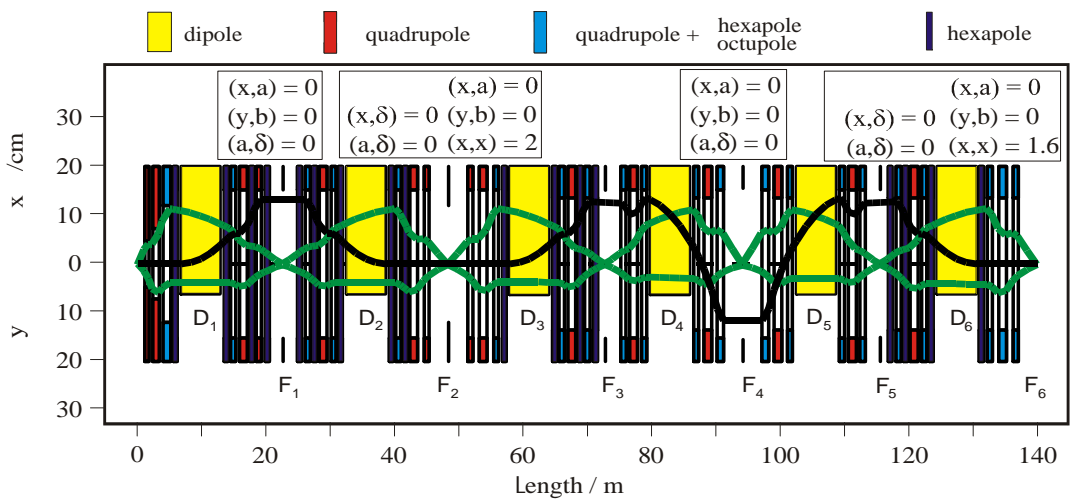 dipole quadrupole quadrupole + hexapole octupole hexapole
(x,a) = 0
(y,b) = 0
(a,δ) = 0
(x,a) = 0
(x,δ) = 0 (y,b) = 0
(a,δ) = 0 (x,x) = 2
(x,a) = 0
(y,b) = 0
(a,δ) = 0
(x,a) = 0
(x,δ) = 0 (y,b) = 0
(a,δ) = 0 (x,x) = 1.6
x /cm
y
30
20
10
0
10
20
30
D1 D2 D3 D4 D5 D6
F1 F2 F3 F4 F5 F6
0 20 40 60 80 100 120 140
Length / m